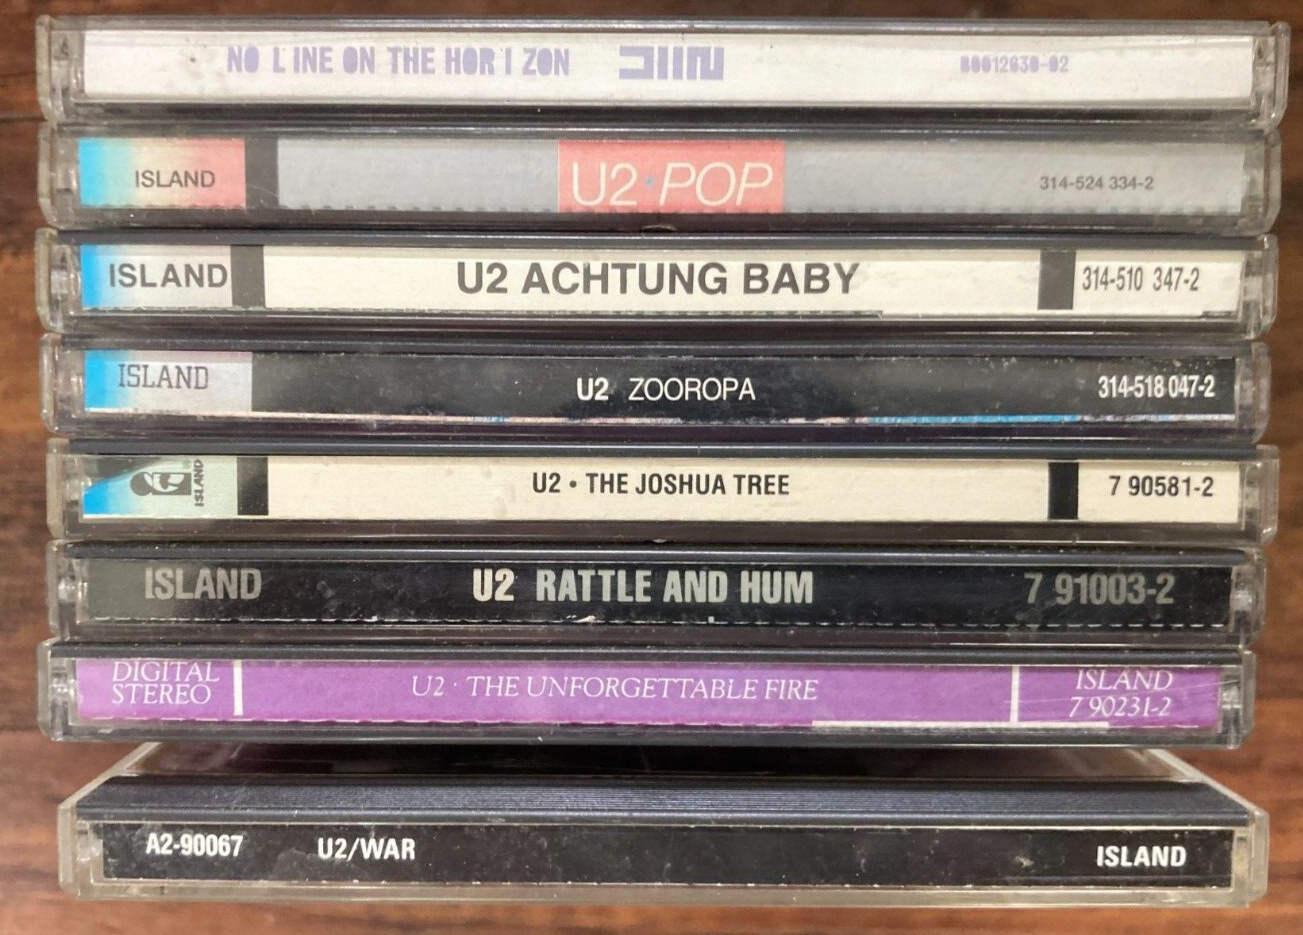 NO LINE ON THE HORIZON B0012630-02
ISLAND U2·POP 314-524 334-2
ISLAND U2 ACHTUNG BABY 314-510 347-2
ISLAND U2 ZOOROPA 314-518 047-2
ISLAND U2 • THE JOSHUA TREE 7 90581-2
ISLAND U2 RATTLE AND HUM 7 91003-2
DIGITAL
STEREO
U2 · THE UNFORGETTABLE FIRE
ISLAND
7 90231-2
A2-90067 U2/WAR ISLAND